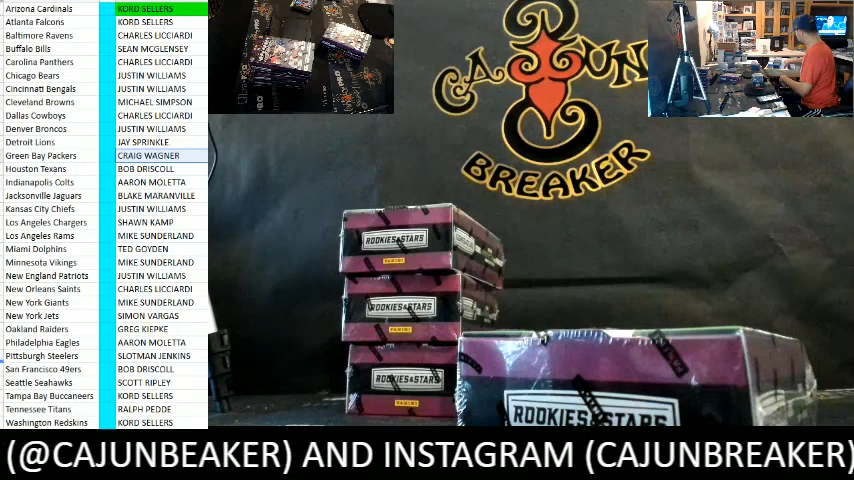 Arizona Cardinals KORD SELLERS
Atlanta Falcons KORD SELLERS
Baltimore Ravens CHARLES LICCIARDI
Buffalo Bills SEAN MCGLENSEY
Carolina Panthers CHARLES LICCIARDI
Chicago Bears JUSTIN WILLIAMS
Cincinnati Bengals JUSTIN WILLIAMS
Cleveland Browns MICHAEL SIMPSON
Dallas Cowboys CHARLES LICCIARDI
Denver Broncos JUSTIN WILLIAMS
Detroit Lions JAY SPRINKLE
Green Bay Packers CRAIG WAGNER
Houston Texans BOB DRISCOLL
Indianapolis Colts AARON MOLETTA
Jacksonville Jaguars BLAKE MARANVILLE
Kansas City Chiefs JUSTIN WILLIAMS
Los Angeles Chargers SHAWN KAMP
Los Angeles Rams MIKE SUNDERLAND
Miami Dolphins TED GOYDEN
Minnesota Vikings MIKE SUNDERLAND
New England Patriots JUSTIN WILLIAMS
New Orleans Saints CHARLES LICCIARDI
New York Giants MIKE SUNDERLAND
New York Jets SIMON VARGAS
Oakland Raiders GREG KIEPKE
Philadelphia Eagles AARON MOLETTA
Pittsburgh Steelers SLOTMAN JENKINS
San Francisco 49ers BOB DRISCOLL
Seattle Seahawks SCOTT RIPLEY
Tampa Bay Buccaneers KORD SELLERS
Tennessee Titans RALPH PEDDE
Washington Redskins KORD SELLERS
CAJUN
BREAKER
ROOKIES & STARS
PANINI
ROOKIES & STARS
PANINI
ROOKIES & STARS
PANINI
ROOKIES & STARS
(@CAJUNBEAKER) AND INSTAGRAM (CAJUNBREAKER)